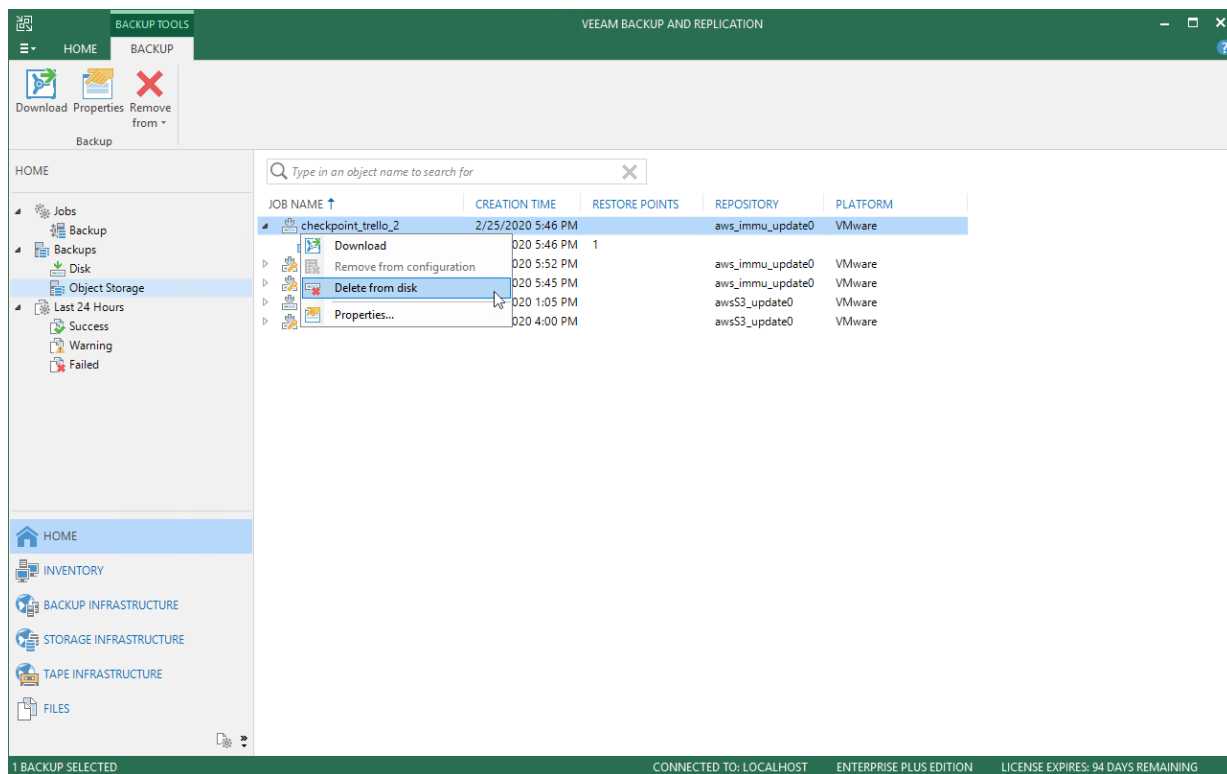 BACKUP TOOLS
VEEAM BACKUP AND REPLICATION
HOME BACKUP
Download Properties Remove from
Backup
HOME
Type in an object name to search for
Jobs
Backup
Backups
Disk
Object Storage
Last 24 Hours
Success
Warning
Failed
JOB NAME CREATION TIME RESTORE POINTS REPOSITORY PLATFORM
checkpoint_trello_2 2/25/2020 5:46 PM aws_immu_update0 VMware
020 5:46 PM 1
020 5:52 PM aws_immu_update0 VMware
020 5:45 PM aws_immu_update0 VMware
020 1:05 PM awsS3_update0 VMware
020 4:00 PM awsS3_update0 VMware
Download
Remove from configuration
Delete from disk
Properties...
HOME
INVENTORY
BACKUP INFRASTRUCTURE
STORAGE INFRASTRUCTURE
TAPE INFRASTRUCTURE
FILES
1 BACKUP SELECTED CONNECTED TO: LOCALHOST ENTERPRISE PLUS EDITION LICENSE EXPIRES: 94 DAYS REMAINING